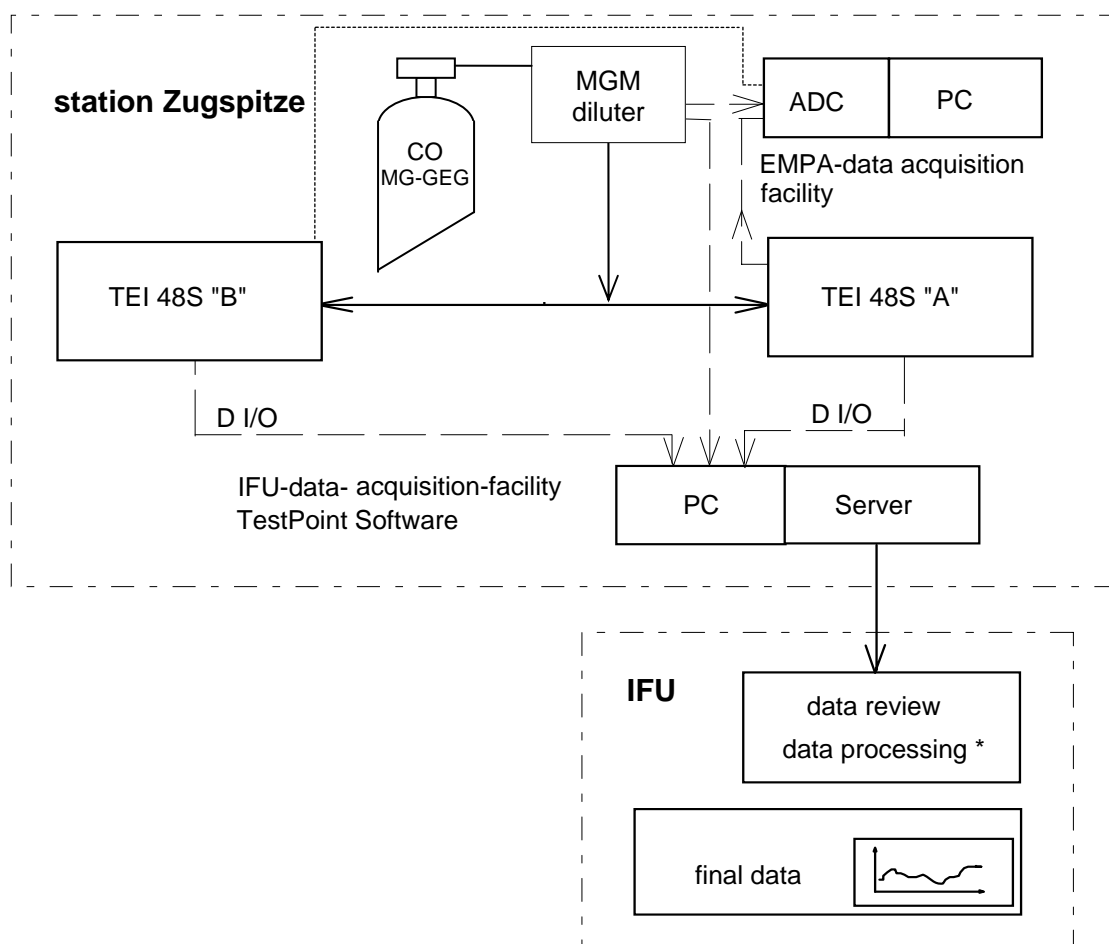 station Zugspitze
CO
MG-GEG
MGM
diluter
ADC
PC
EMPA-data acquisition
facility
TEI 48S "B"
TEI 48S "A"
D I/O
D I/O
IFU-data- acquisition-facility
TestPoint Software
PC
Server
IFU
data review
data processing *
final data